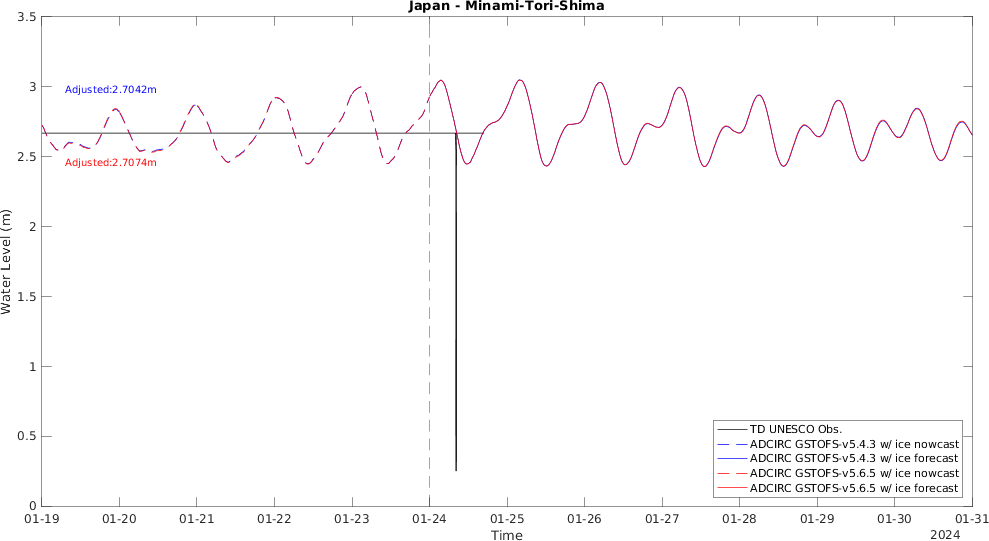 Japan - Minami-Tori-Shima
3.5
3
2.5
2
1.5
1
0.5
0
Water Level (m)
Adjusted:2.7042m
Adjusted:2.7074m
TD UNESCO Obs.
ADCIRC GSTOFS-v5.4.3 w/ ice nowcast
ADCIRC GSTOFS-v5.4.3 w/ ice forecast
ADCIRC GSTOFS-v5.6.5 w/ ice nowcast
ADCIRC GSTOFS-v5.6.5 w/ ice forecast
01-19 01-20 01-21 01-22 01-23 01-24 01-25 01-26 01-27 01-28 01-29 01-30 01-31
Time
2024